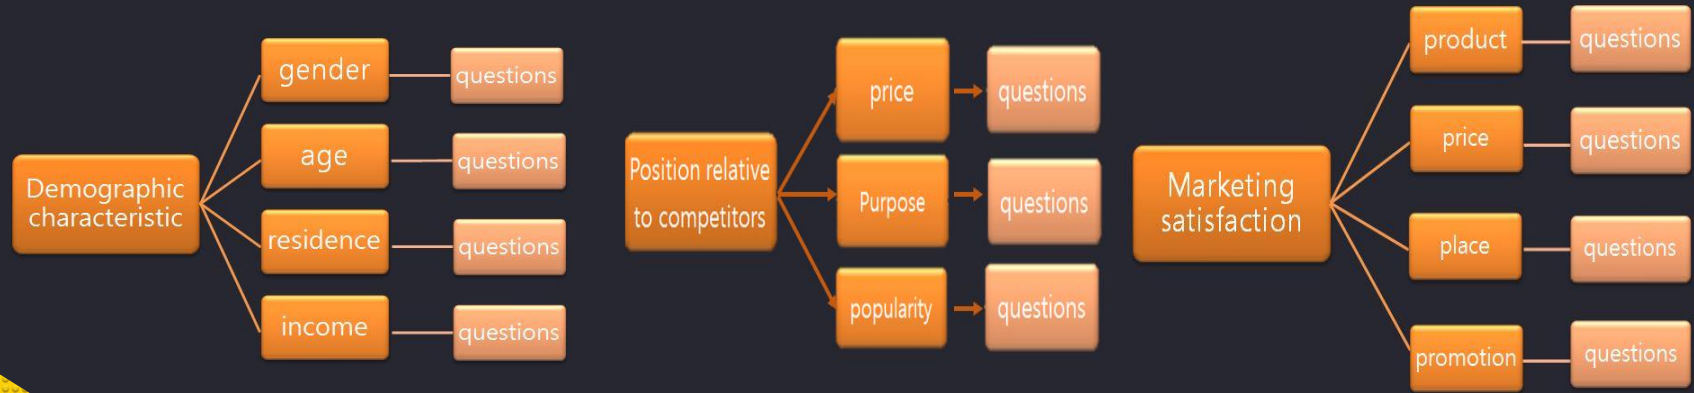 Demographic
characteristic
gender
questions
age
questions
residence
questions
income
questions
Position relative
to competitors
price
questions
Purpose
questions
popularity
questions
Marketing
satisfaction
product
questions
price
questions
place
questions
promotion
questions